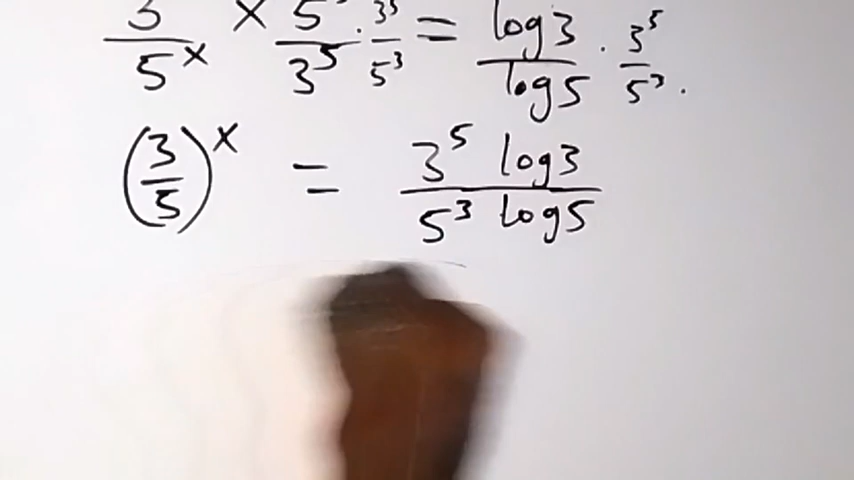 3/5^x × 5^3/3^5 · 3^5/5^3 = log3/log5 · 3^5/5^3.
(3/5)^x = 3^5 log3/5^3 log5